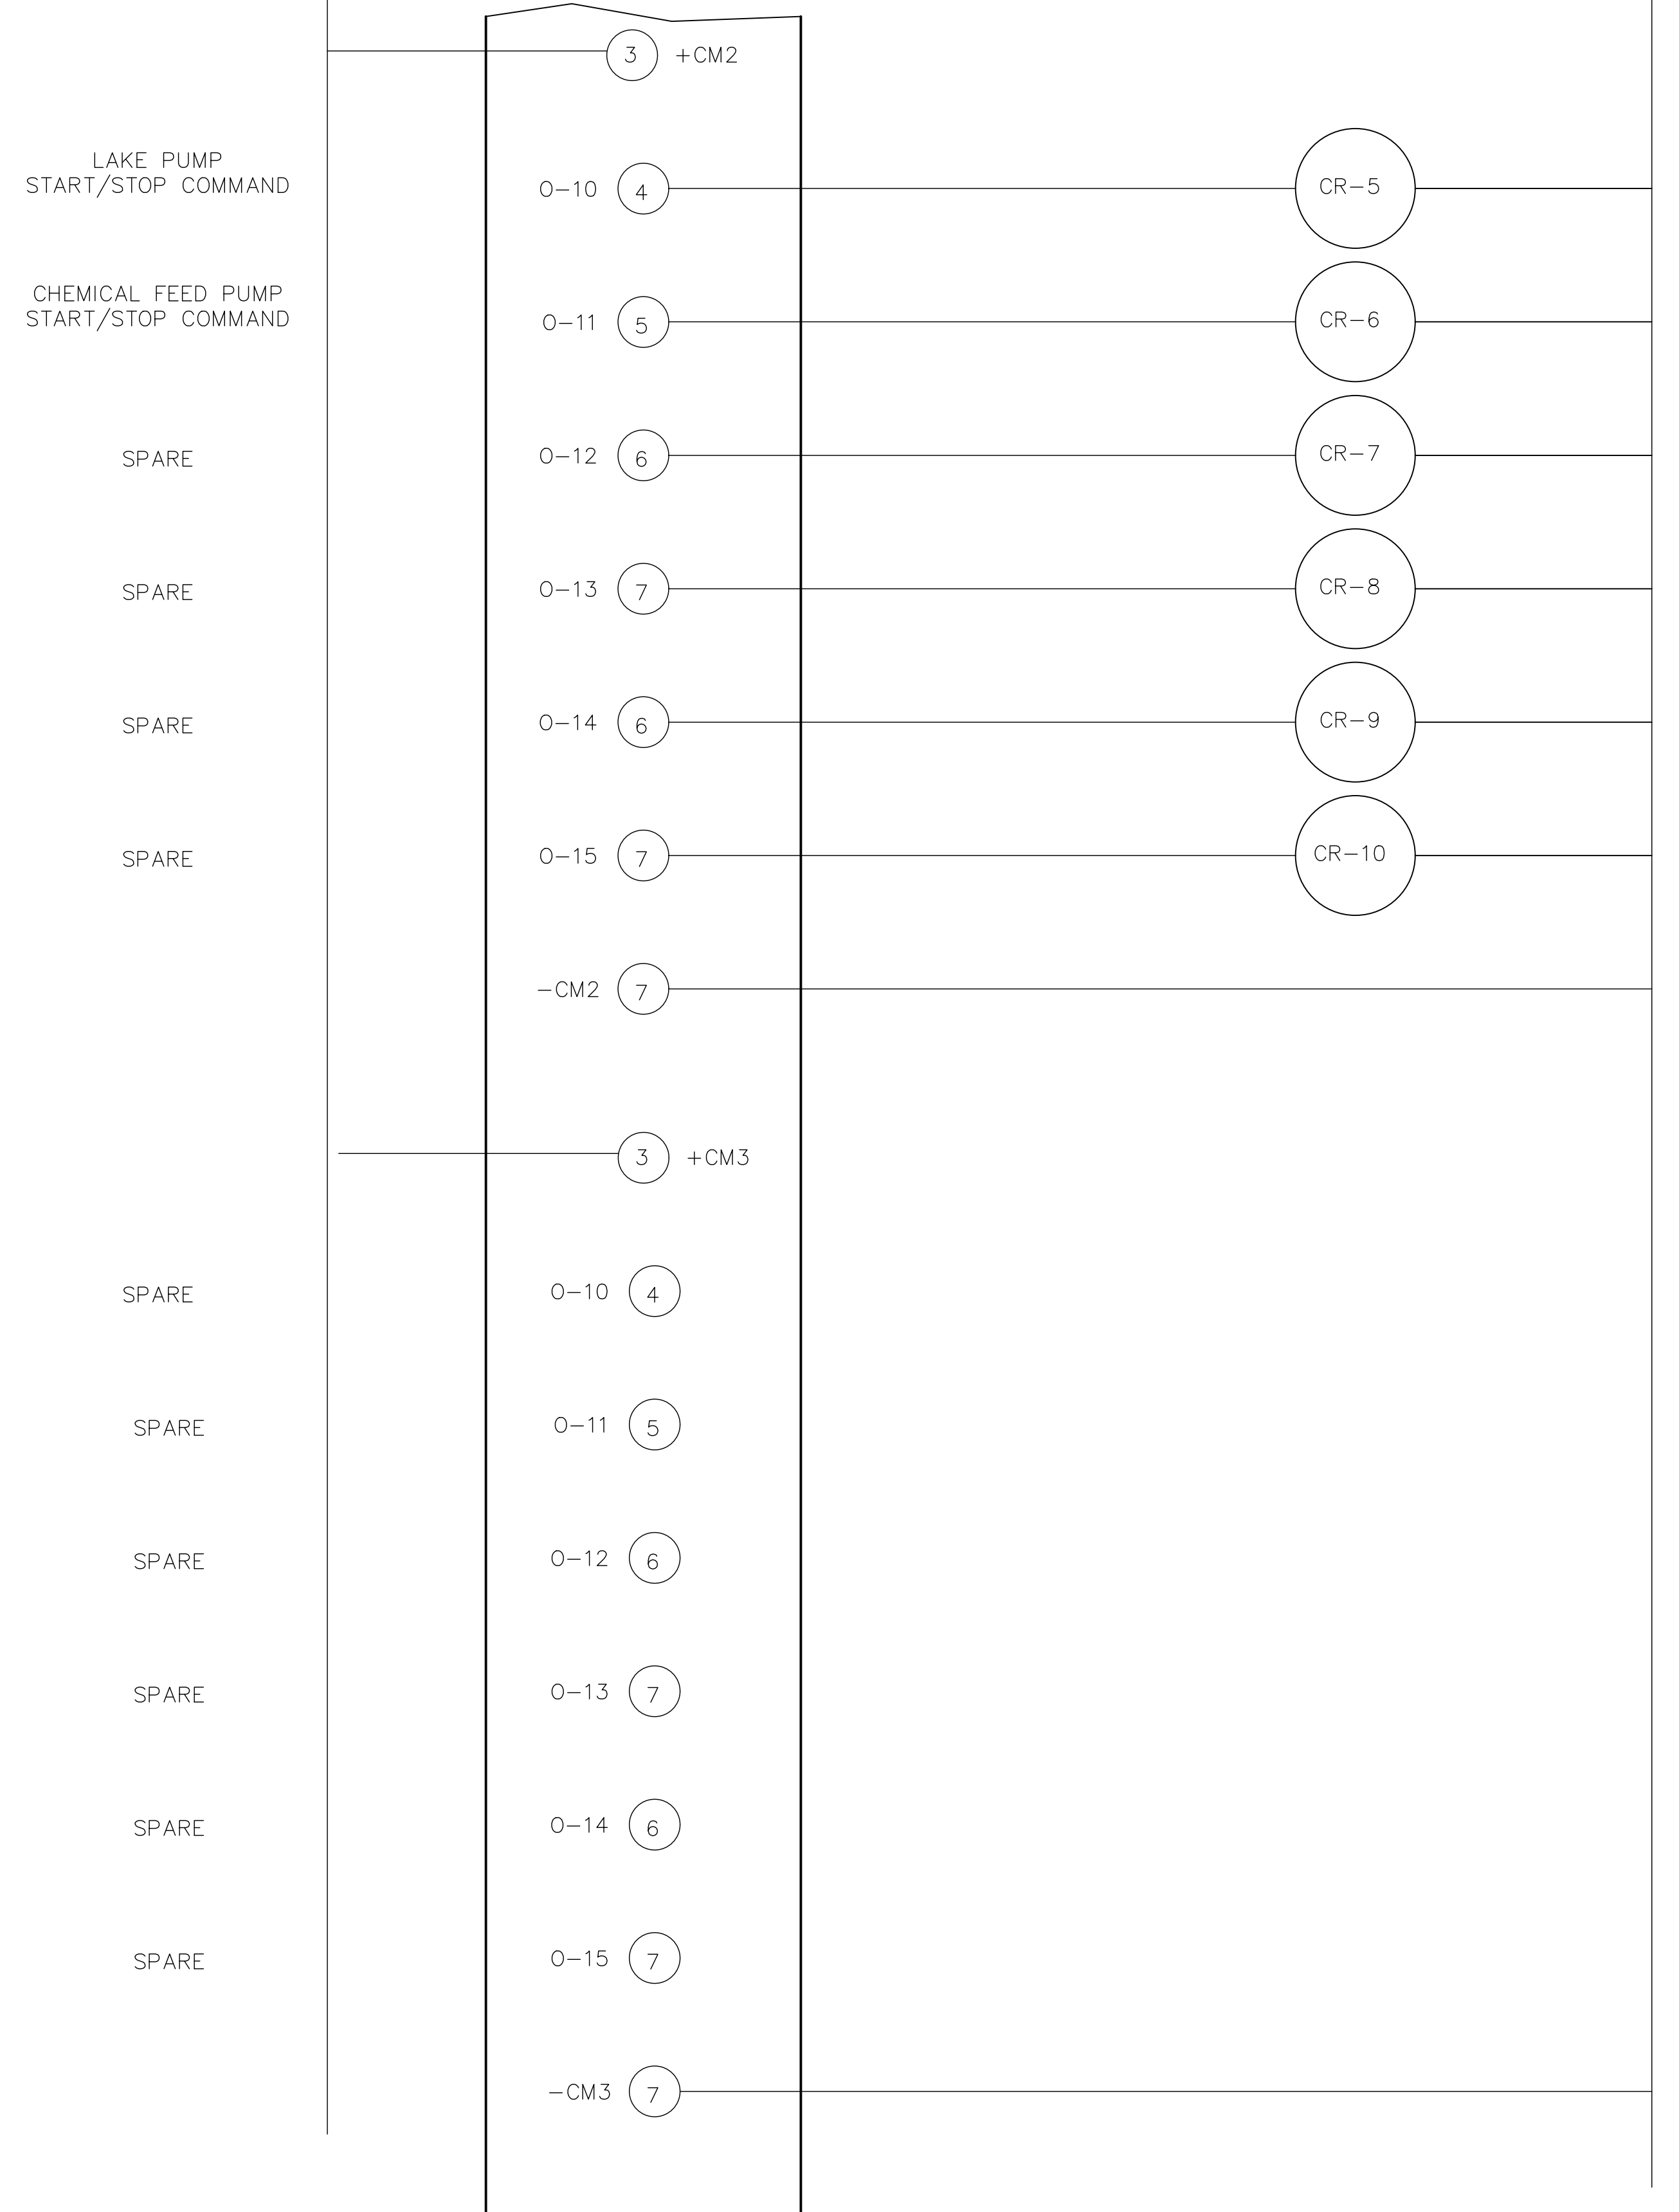 3 +CM2
LAKE PUMP
START/STOP COMMAND
O-10 4 CR-5
CHEMICAL FEED PUMP
START/STOP COMMAND
O-11 5 CR-6
SPARE O-12 6 CR-7
SPARE O-13 7 CR-8
SPARE O-14 6 CR-9
SPARE O-15 7 CR-10
-CM2 7
3 +CM3
SPARE O-10 4
SPARE O-11 5
SPARE O-12 6
SPARE O-13 7
SPARE O-14 6
SPARE O-15 7
-CM3 7